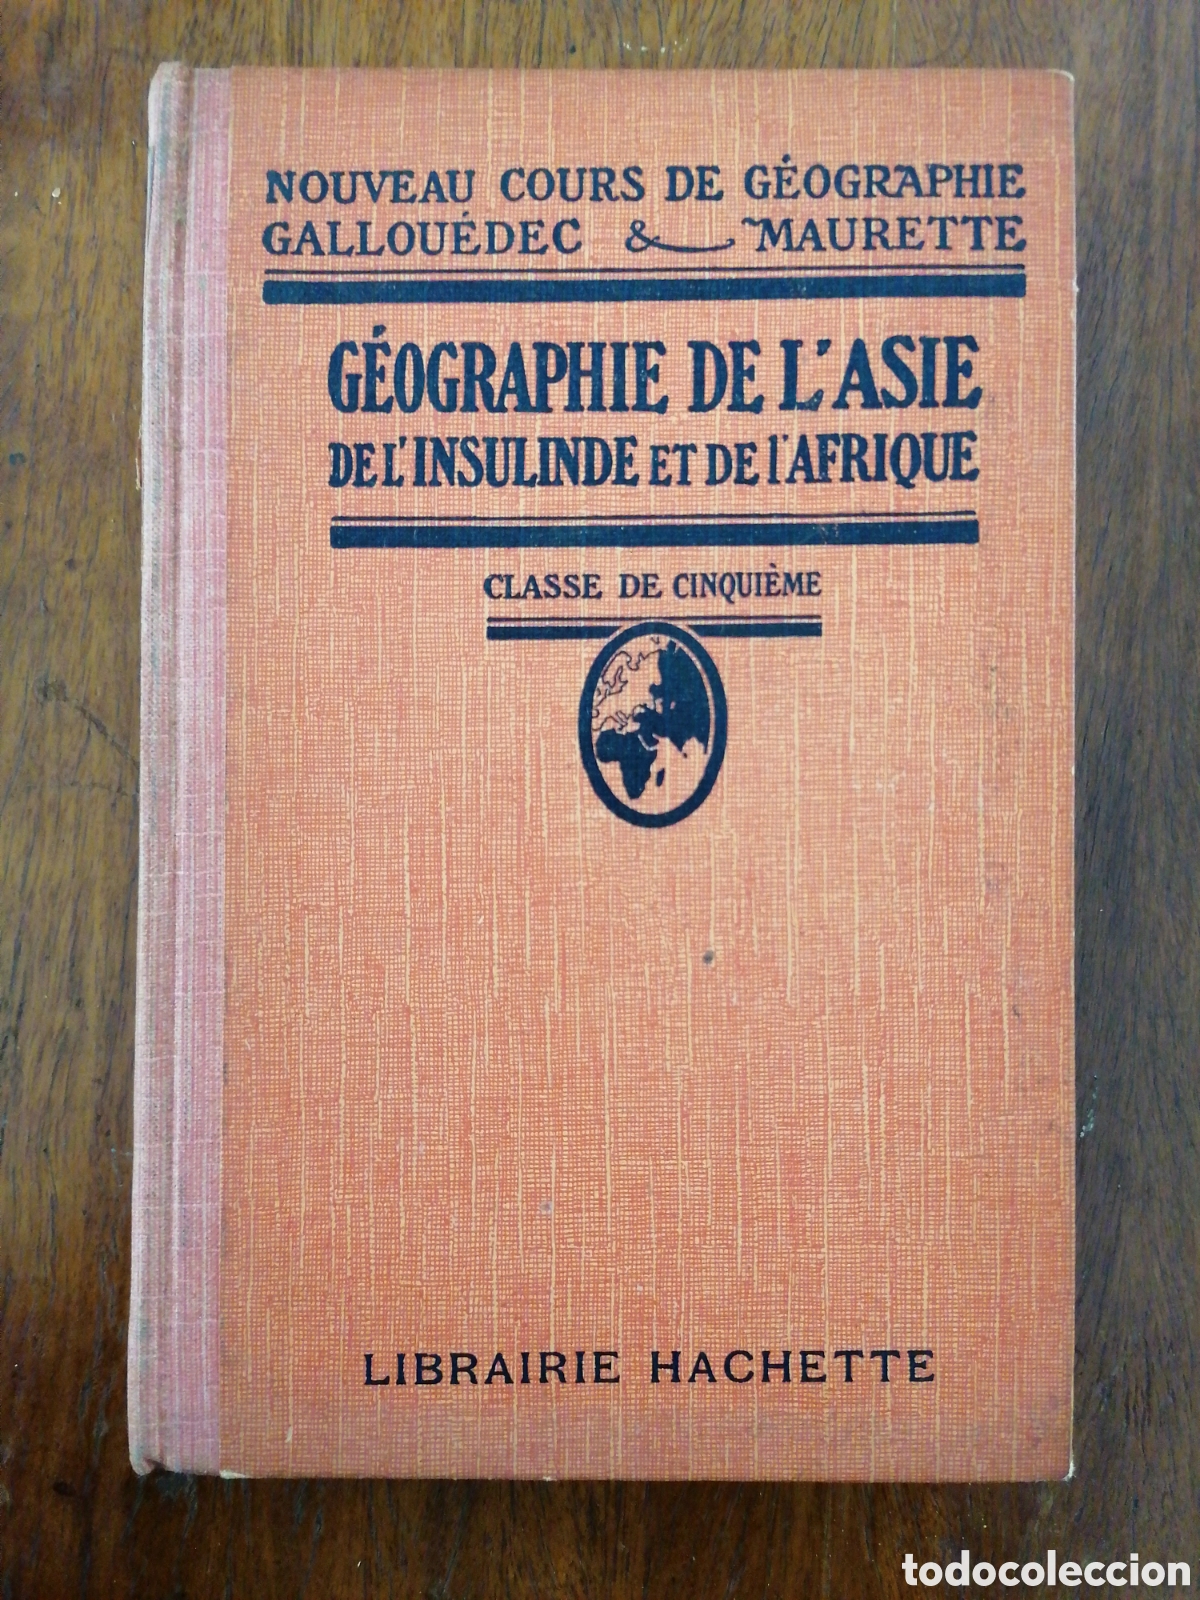 NOUVEAU COURS DE GÉOGRAPHIE
GALLOUÉDEC & MAURETTE
GÉOGRAPHIE DE L'ASIE
DE L'INSULINDE ET DE l'AFRIQUE
CLASSE DE CINQUIÈME
LIBRAIRIE HACHETTE
todocoleccion